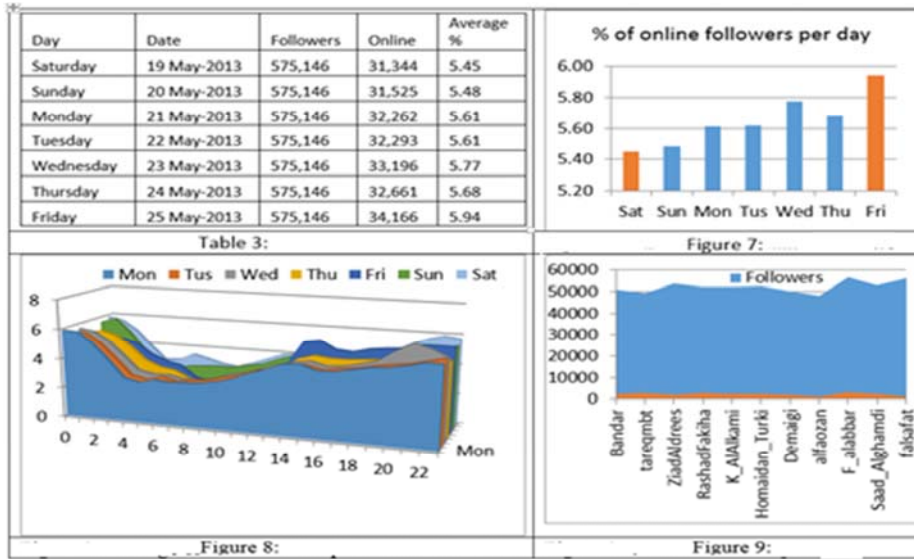 Day Date Followers Online Average %
Saturday 19 May-2013 575,146 31,344 5.45
Sunday 20 May-2013 575,146 31,525 5.48
Monday 21 May-2013 575,146 32,262 5.61
Tuesday 22 May-2013 575,146 32,293 5.61
Wednesday 23 May-2013 575,146 33,196 5.77
Thursday 24 May-2013 575,146 32,661 5.68
Friday 25 May-2013 575,146 34,166 5.94
Table 3:
% of online followers per day
6.00
5.80
5.60
5.40
5.20
Sat Sun Mon Tus Wed Thu Fri
Figure 7:
Mon Tus Wed Thu Fri Sun Sat
8
6
4
2
0
0 2 4 6 8 10 12 14 16 18 20 22
Mon
Figure 8:
Followers
60000
50000
40000
30000
20000
10000
0
Bandar
tareqmbt
ZiadAldrees
RashadFakiha
K_AlAlkami
Homaidan_Turki
Demaigi
alfaozan
F_alabbar
Saad_Alghamdi
falsafat
Figure 9: